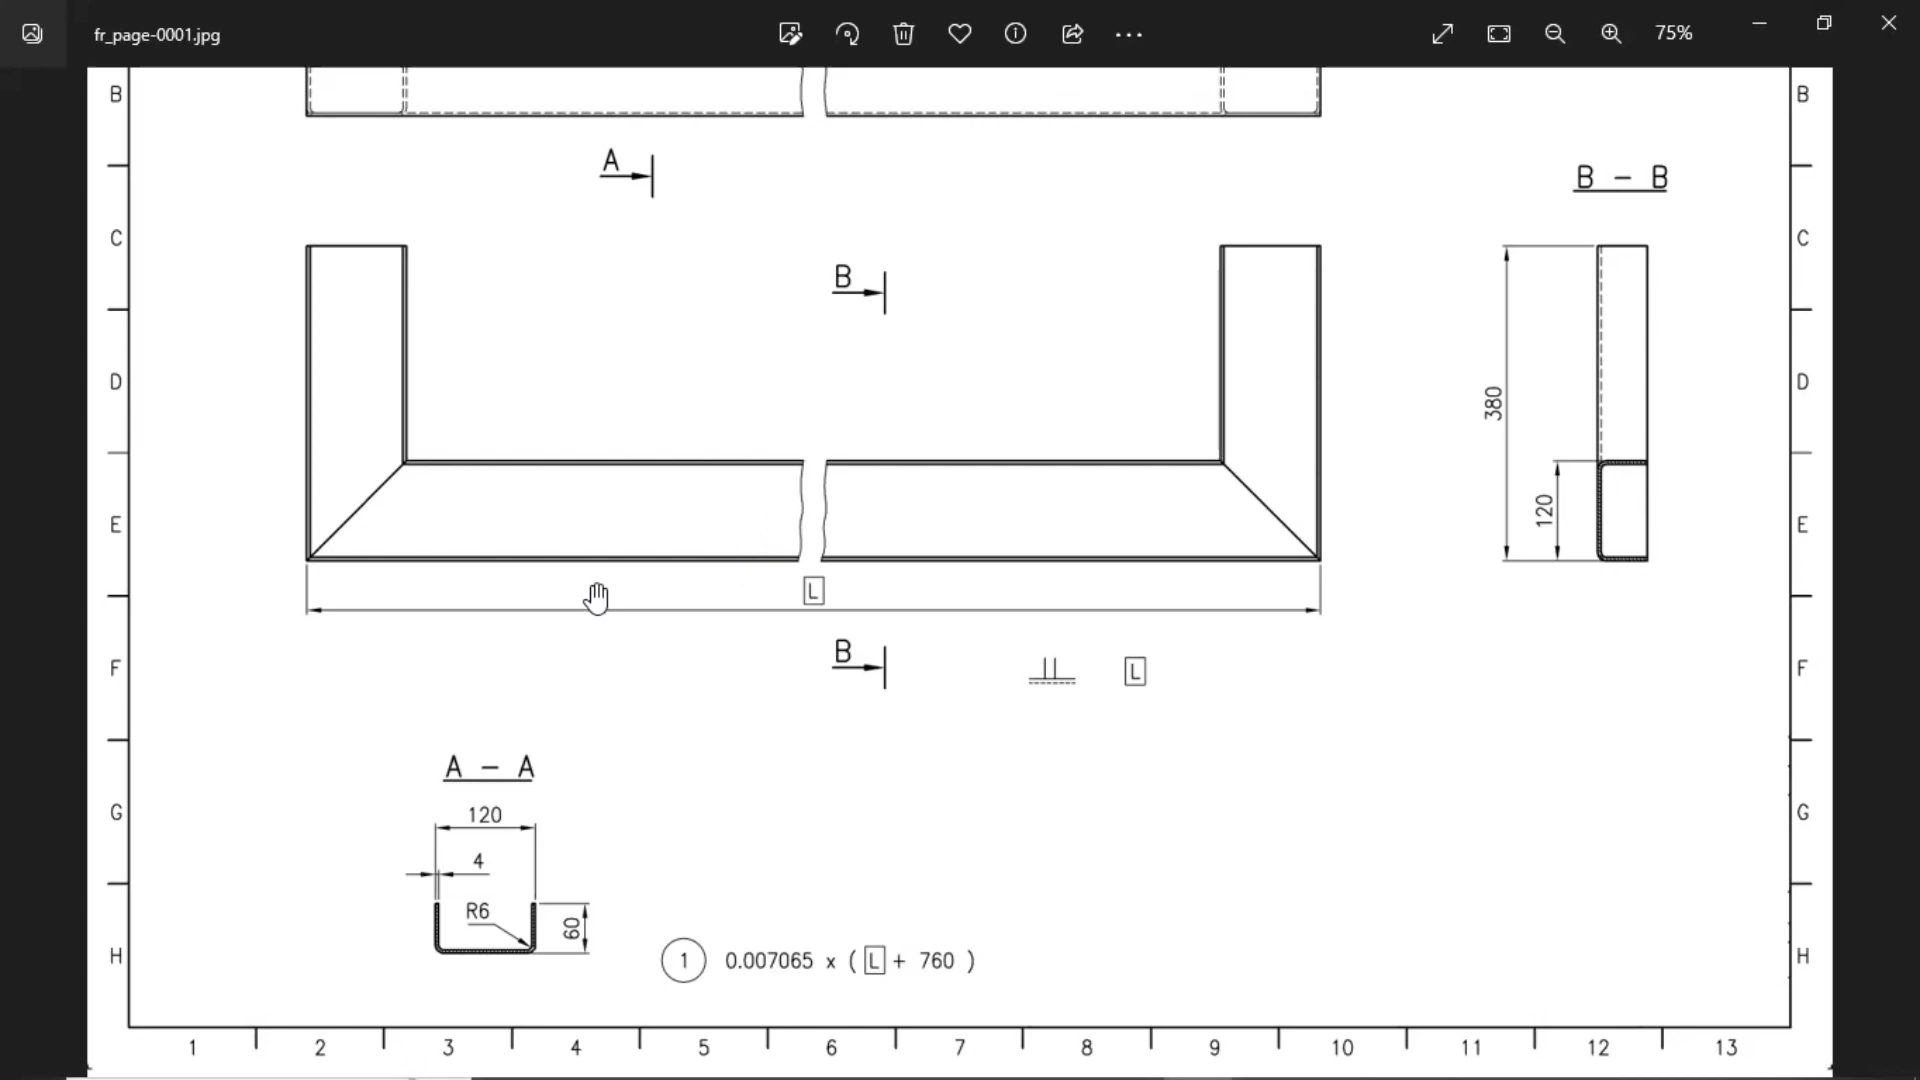 fr_page-0001.jpg
75%
B
B
A
B - B
C
C
B
D
D
380
120
E
E
L
B
L
F
F
A - A
120
G
G
4
R6
60
H
1
0.007065 x ( L + 760 )
H
1 2 3 4 5 6 7 8 9 10 11 12 13